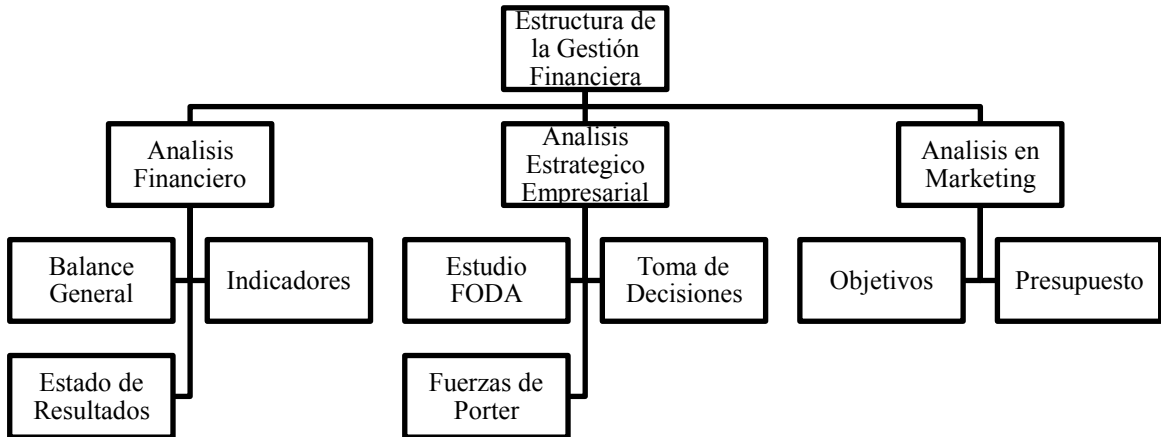 Estructura de
la Gestión
Financiera
Analisis
Financiero
Analisis
Estrategico
Empresarial
Analisis en
Marketing
Balance
General
Indicadores
Estudio
FODA
Toma de
Decisiones
Objetivos
Presupuesto
Estado de
Resultados
Fuerzas de
Porter